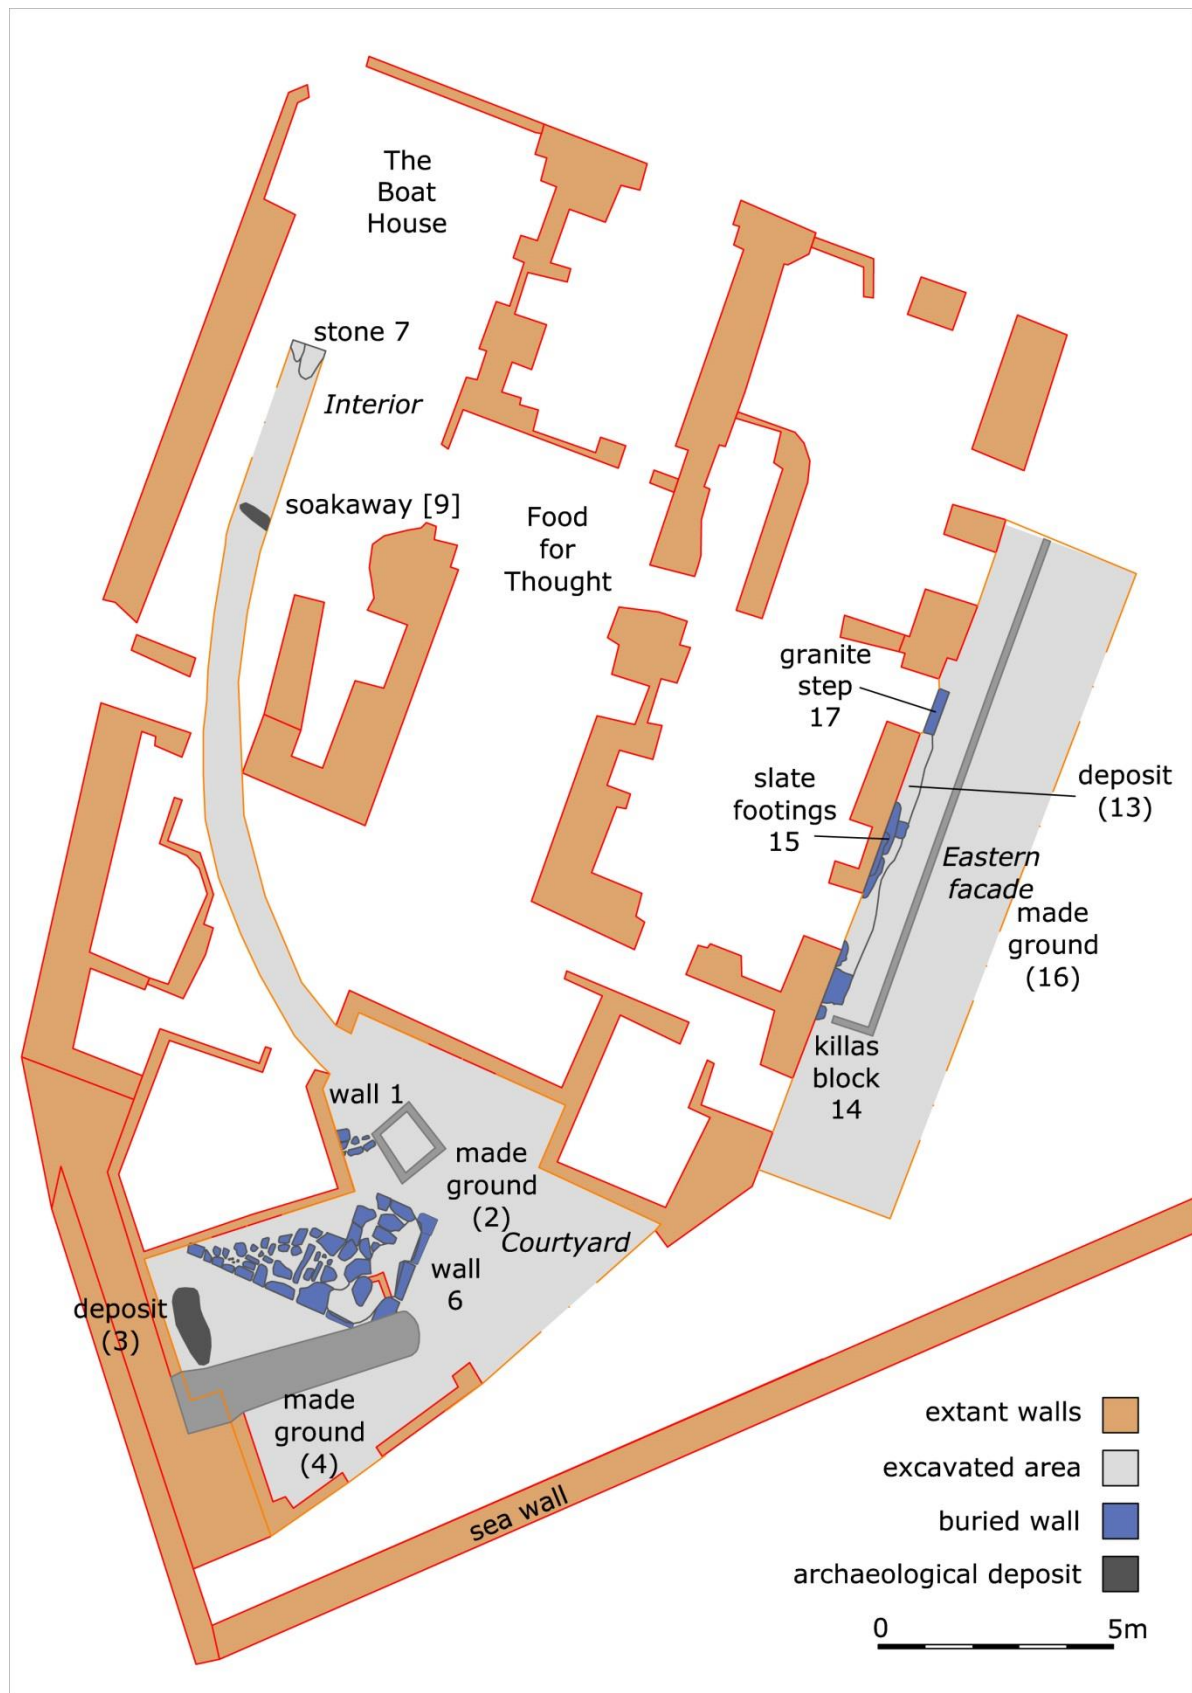 The
Boat
House
stone 7
Interior
soakaway [9]
Food
for
Thought
granite
step
17
deposit
(13)
slate
footings
15
Eastern
facade
made
ground
(16)
killas
block
14
wall 1
made
ground
(2)
Courtyard
wall
6
deposit
(3)
made
ground
(4)
sea wall
extant walls
excavated area
buried wall
archaeological deposit
0
5m